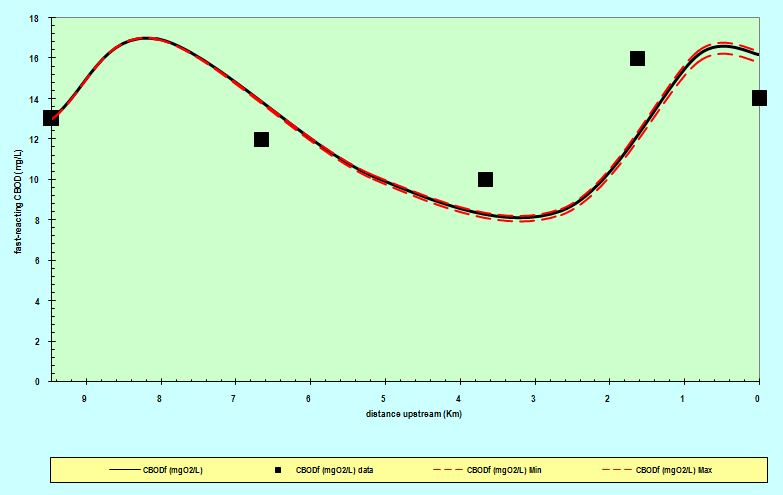 18
16
14
12
10
8
6
4
2
0
fast-reacting CBOD (mg/L)
9 8 7 6 5 4 3 2 1 0
distance upstream (Km)
CBODf (mgO2/L) CBODf (mgO2/L) data CBODf (mgO2/L) Min CBODf (mgO2/L) Max